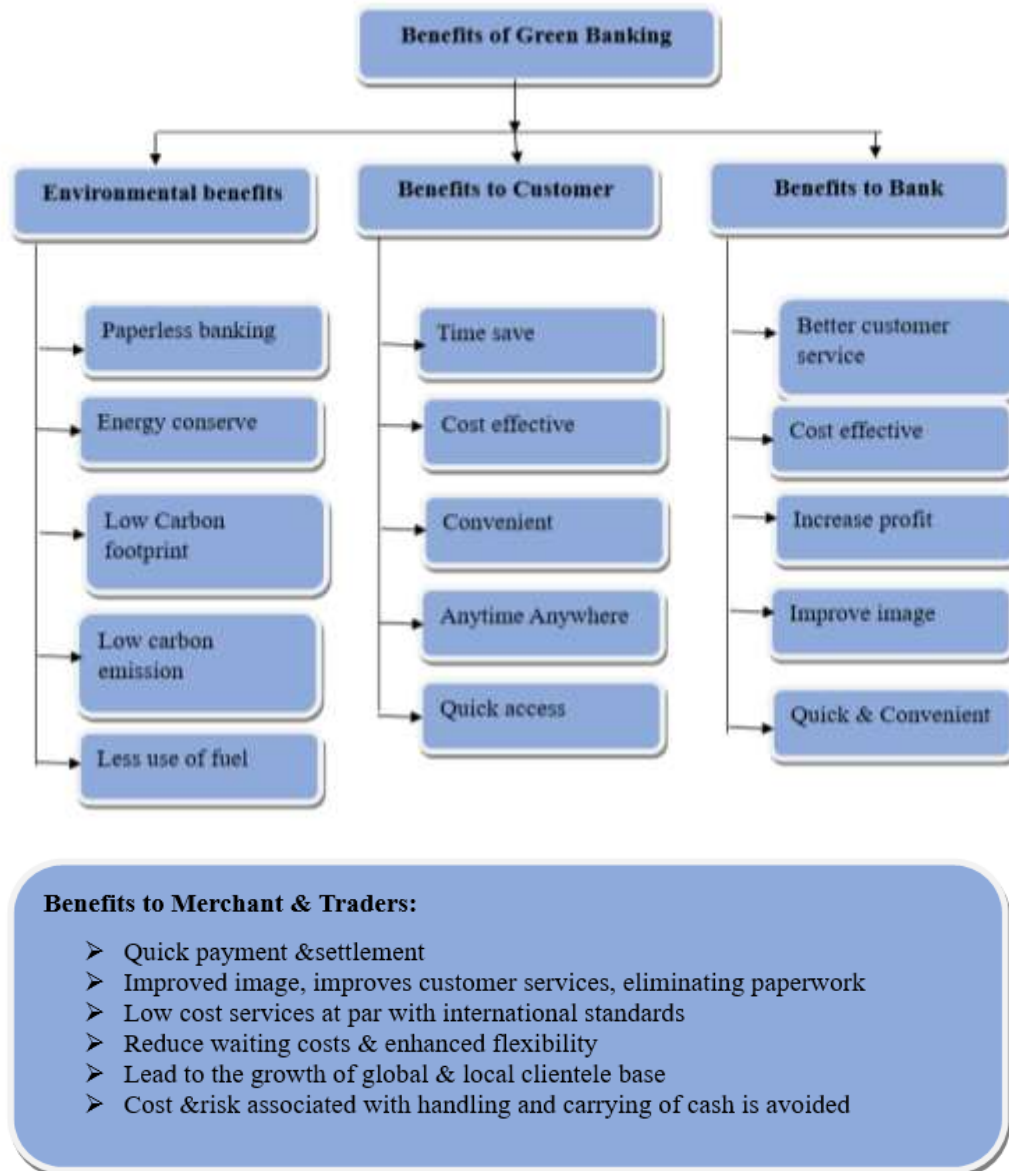 Benefits of Green Banking
Environmental benefits
Benefits to Customer
Benefits to Bank
Paperless banking
Energy conserve
Low Carbon
footprint
Low carbon
emission
Less use of fuel
Time save
Cost effective
Convenient
Anytime Anywhere
Quick access
Better customer
service
Cost effective
Increase profit
Improve image
Quick & Convenient
Benefits to Merchant & Traders:
➢ Quick payment &settlement
➢ Improved image, improves customer services, eliminating paperwork
➢ Low cost services at par with international standards
➢ Reduce waiting costs & enhanced flexibility
➢ Lead to the growth of global & local clientele base
➢ Cost &risk associated with handling and carrying of cash is avoided